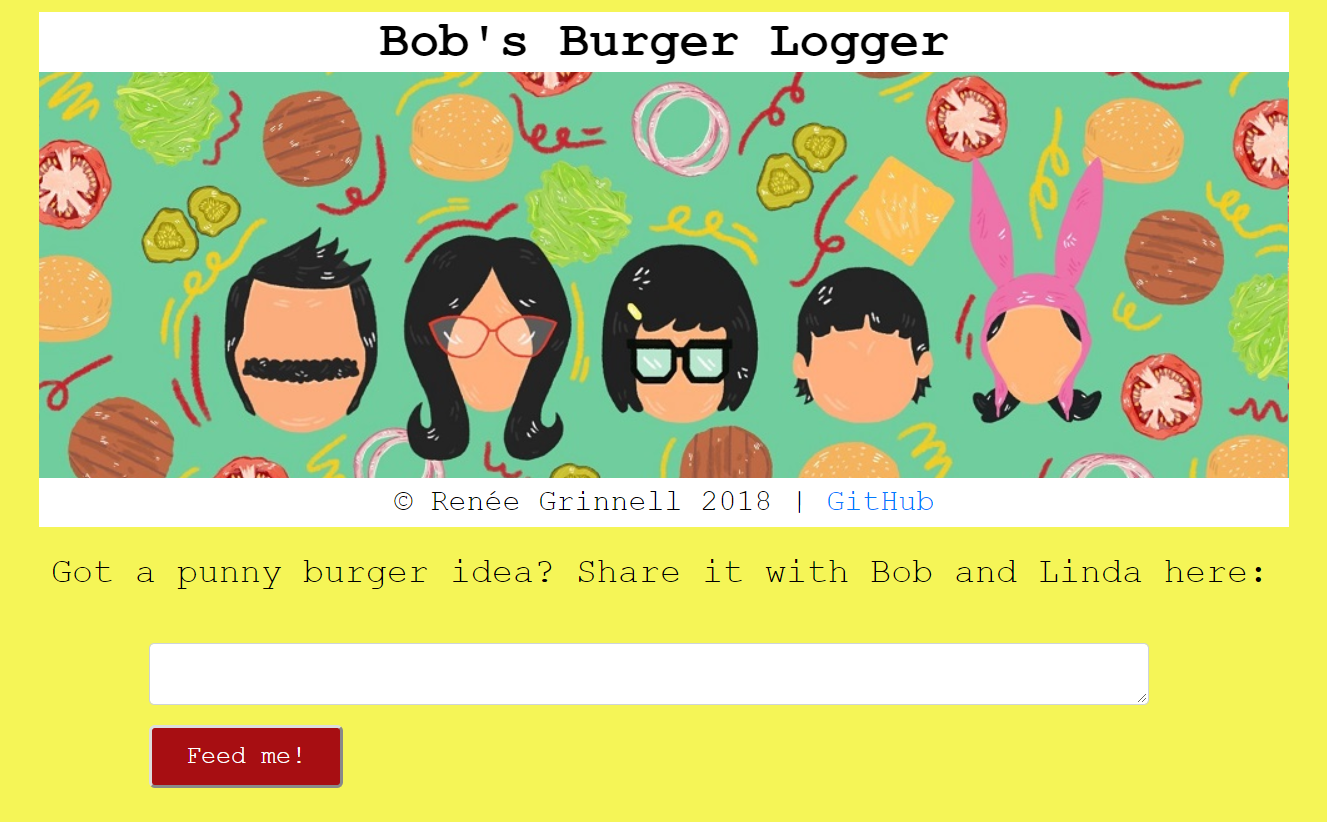 Bob's Burger Logger
© Renée Grinnell 2018 | GitHub
Got a punny burger idea? Share it with Bob and Linda here:
Feed me!